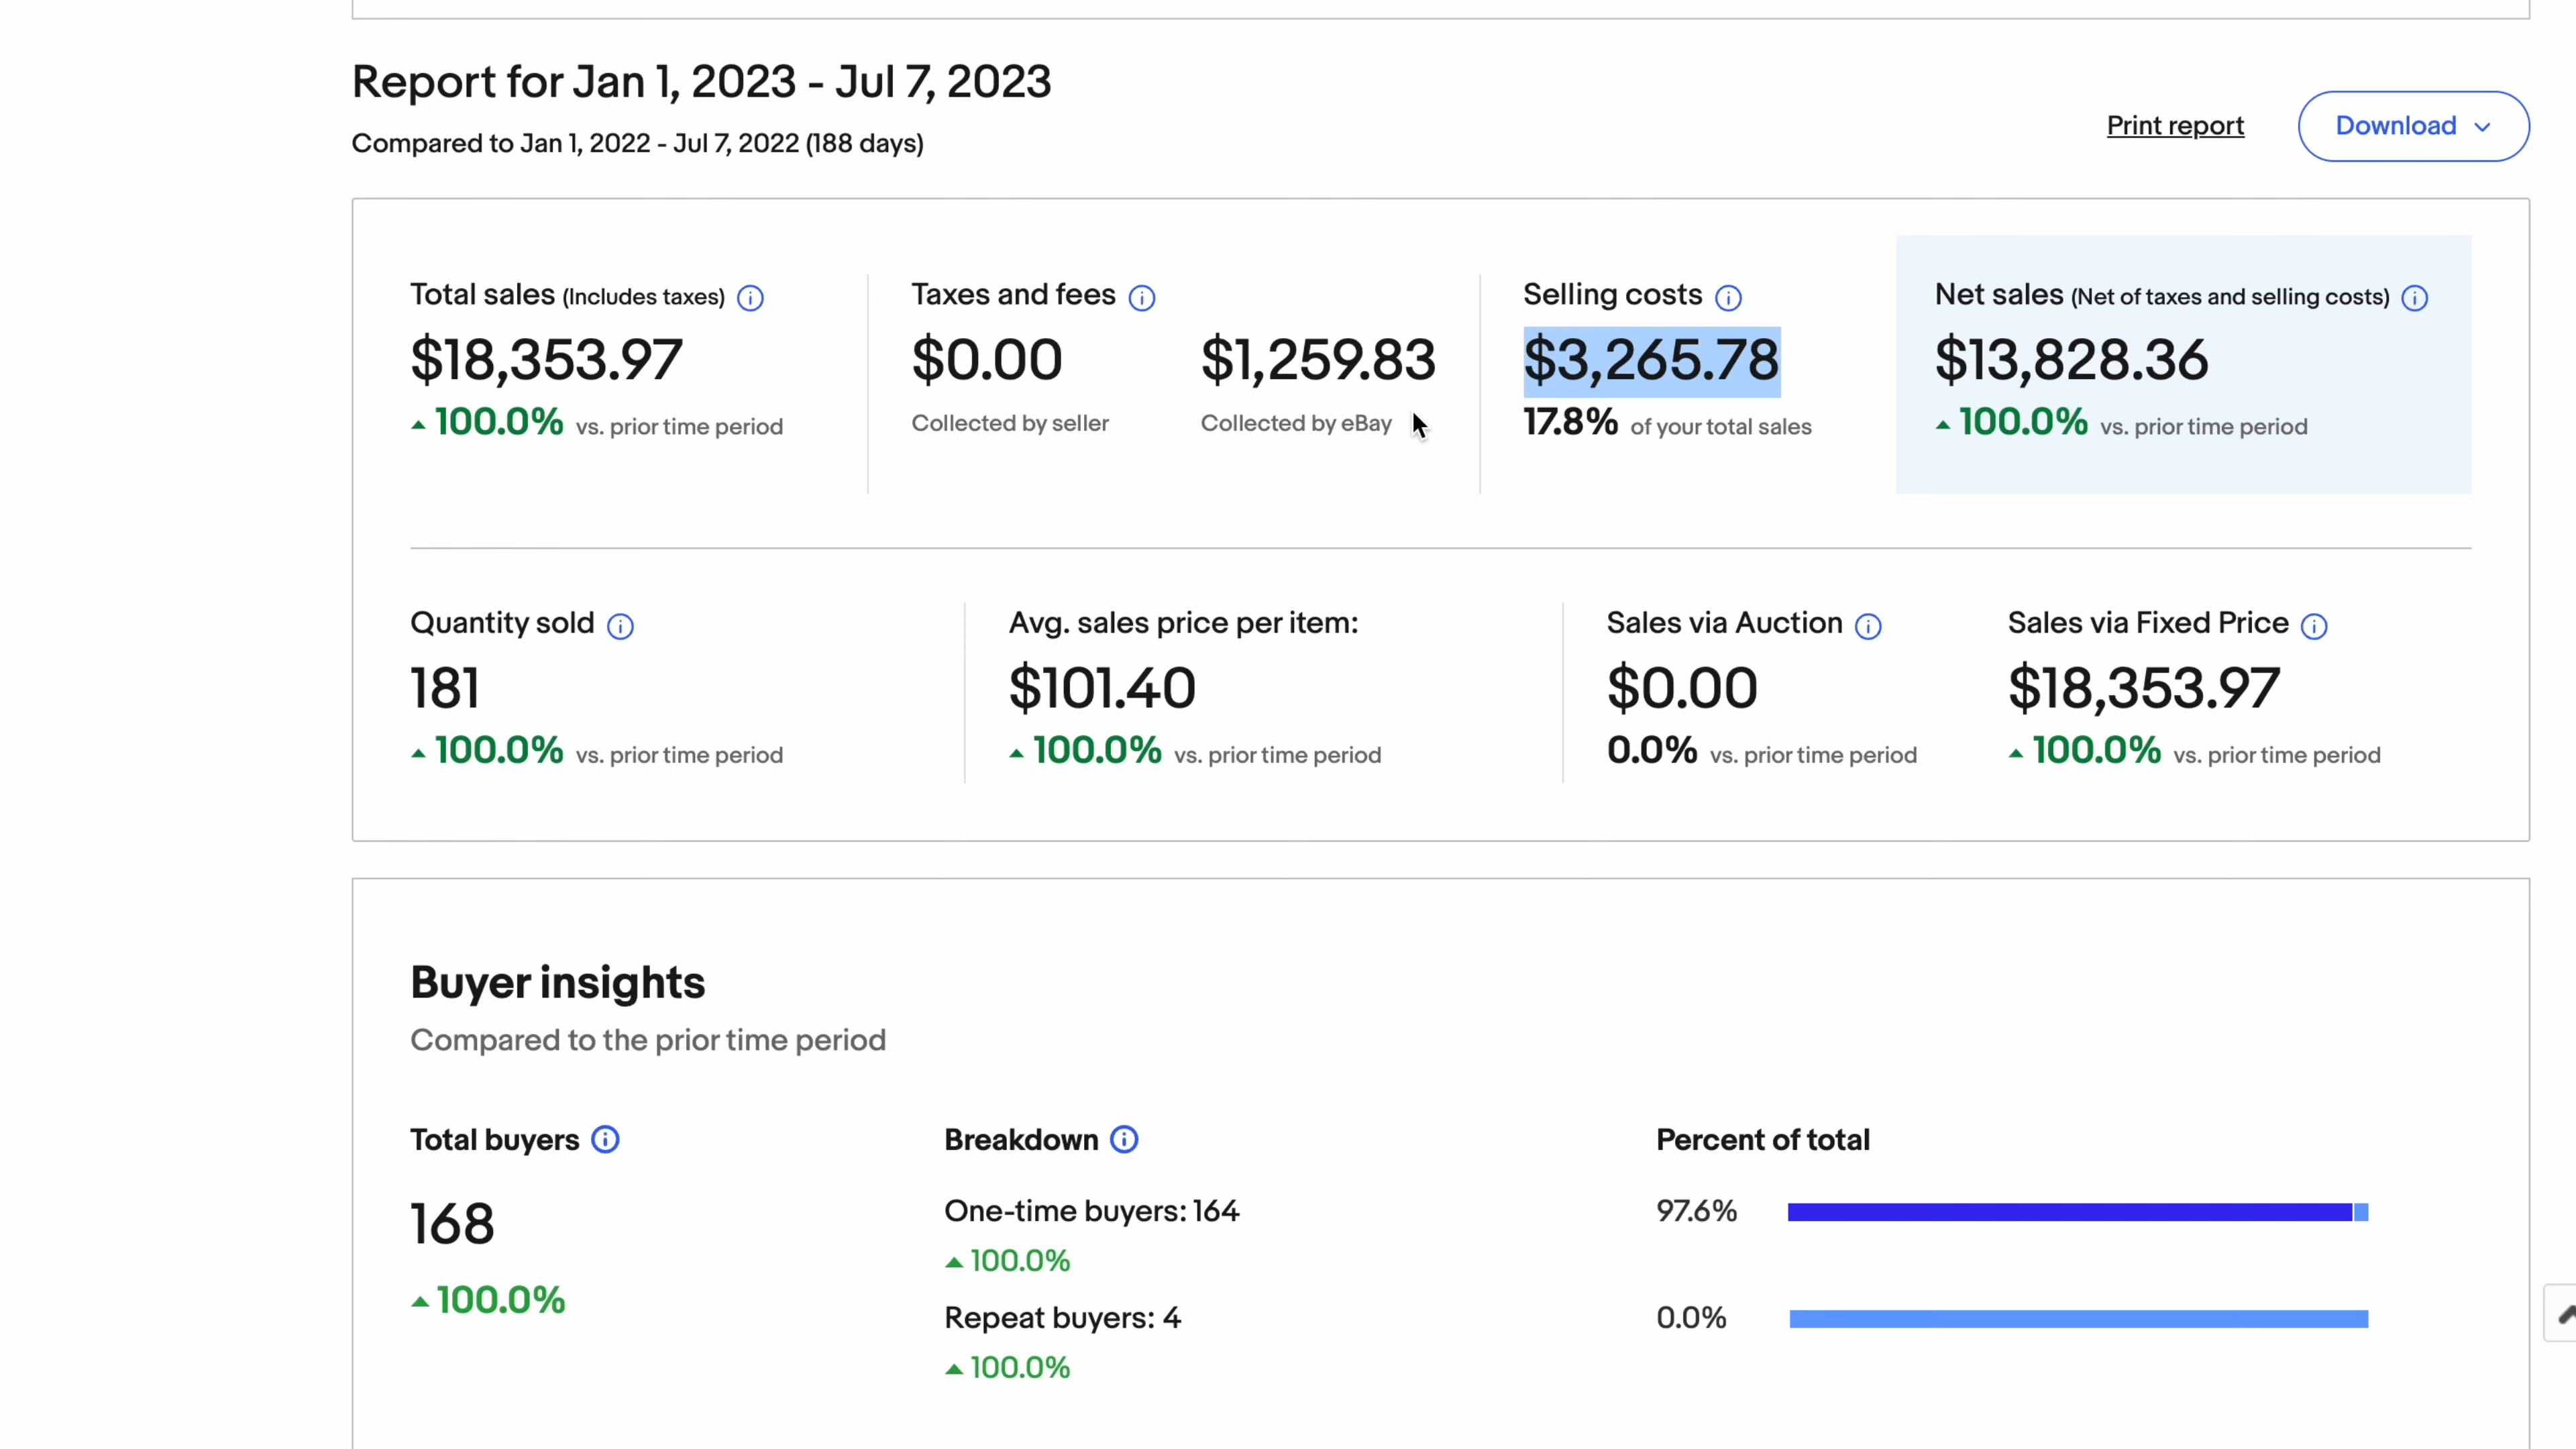 Report for Jan 1, 2023 - Jul 7, 2023
Compared to Jan 1, 2022 - Jul 7, 2022 (188 days)
Print report
Download
Total sales (Includes taxes)
$18,353.97
100.0% vs. prior time period
Taxes and fees
$0.00
Collected by seller
$1,259.83
Collected by eBay
Selling costs
$3,265.78
17.8% of your total sales
Net sales (Net of taxes and selling costs)
$13,828.36
100.0% vs. prior time period
Quantity sold
181
100.0% vs. prior time period
Avg. sales price per item:
$101.40
100.0% vs. prior time period
Sales via Auction
$0.00
0.0% vs. prior time period
Sales via Fixed Price
$18,353.97
100.0% vs. prior time period
Buyer insights
Compared to the prior time period
Total buyers
168
100.0%
Breakdown
One-time buyers: 164
100.0%
Repeat buyers: 4
100.0%
Percent of total
97.6%
0.0%